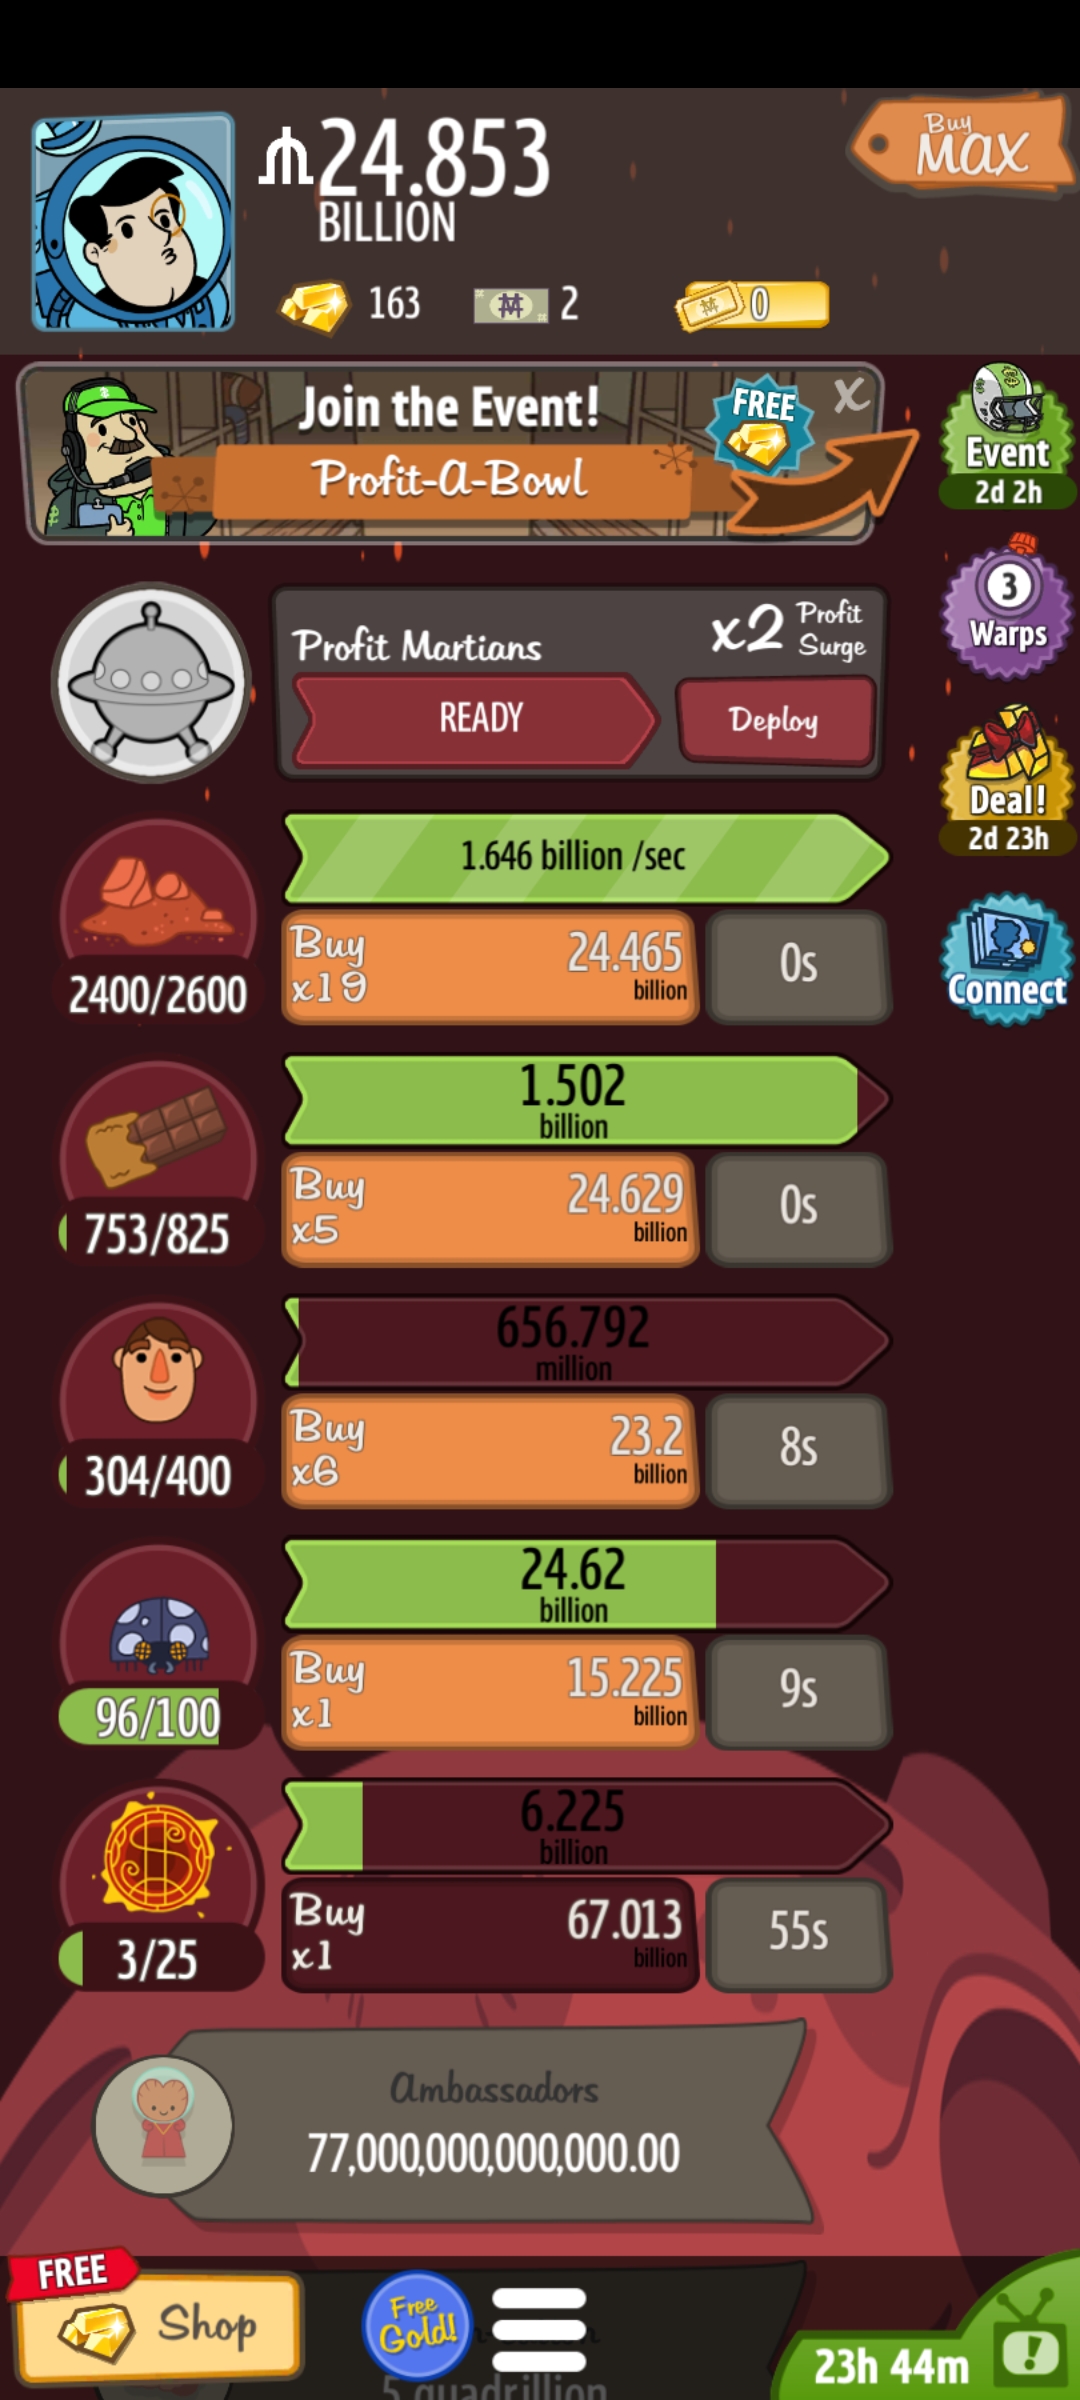 24.853
BILLION
Buy
MAX
163
2
0
Join the Event!
Profit-A-Bowl
FREE
X
Event
2d 2h
Profit Martians
x2 Profit Surge
READY
Deploy
3
Warps
Deal!
2d 23h
Connect
1.646 billion /sec
Buy
x19
24.465
billion
0s
2400/2600
1.502
billion
Buy
x5
24.629
billion
0s
753/825
656.792
million
Buy
x6
23.2
billion
8s
304/400
24.62
billion
Buy
x1
15.225
billion
9s
96/100
6.225
billion
Buy
x1
67.013
billion
55s
3/25
Ambassadors
77,000,000,000,000.00
FREE
Shop
Free
Gold!
23h 44m
5 quadrillion